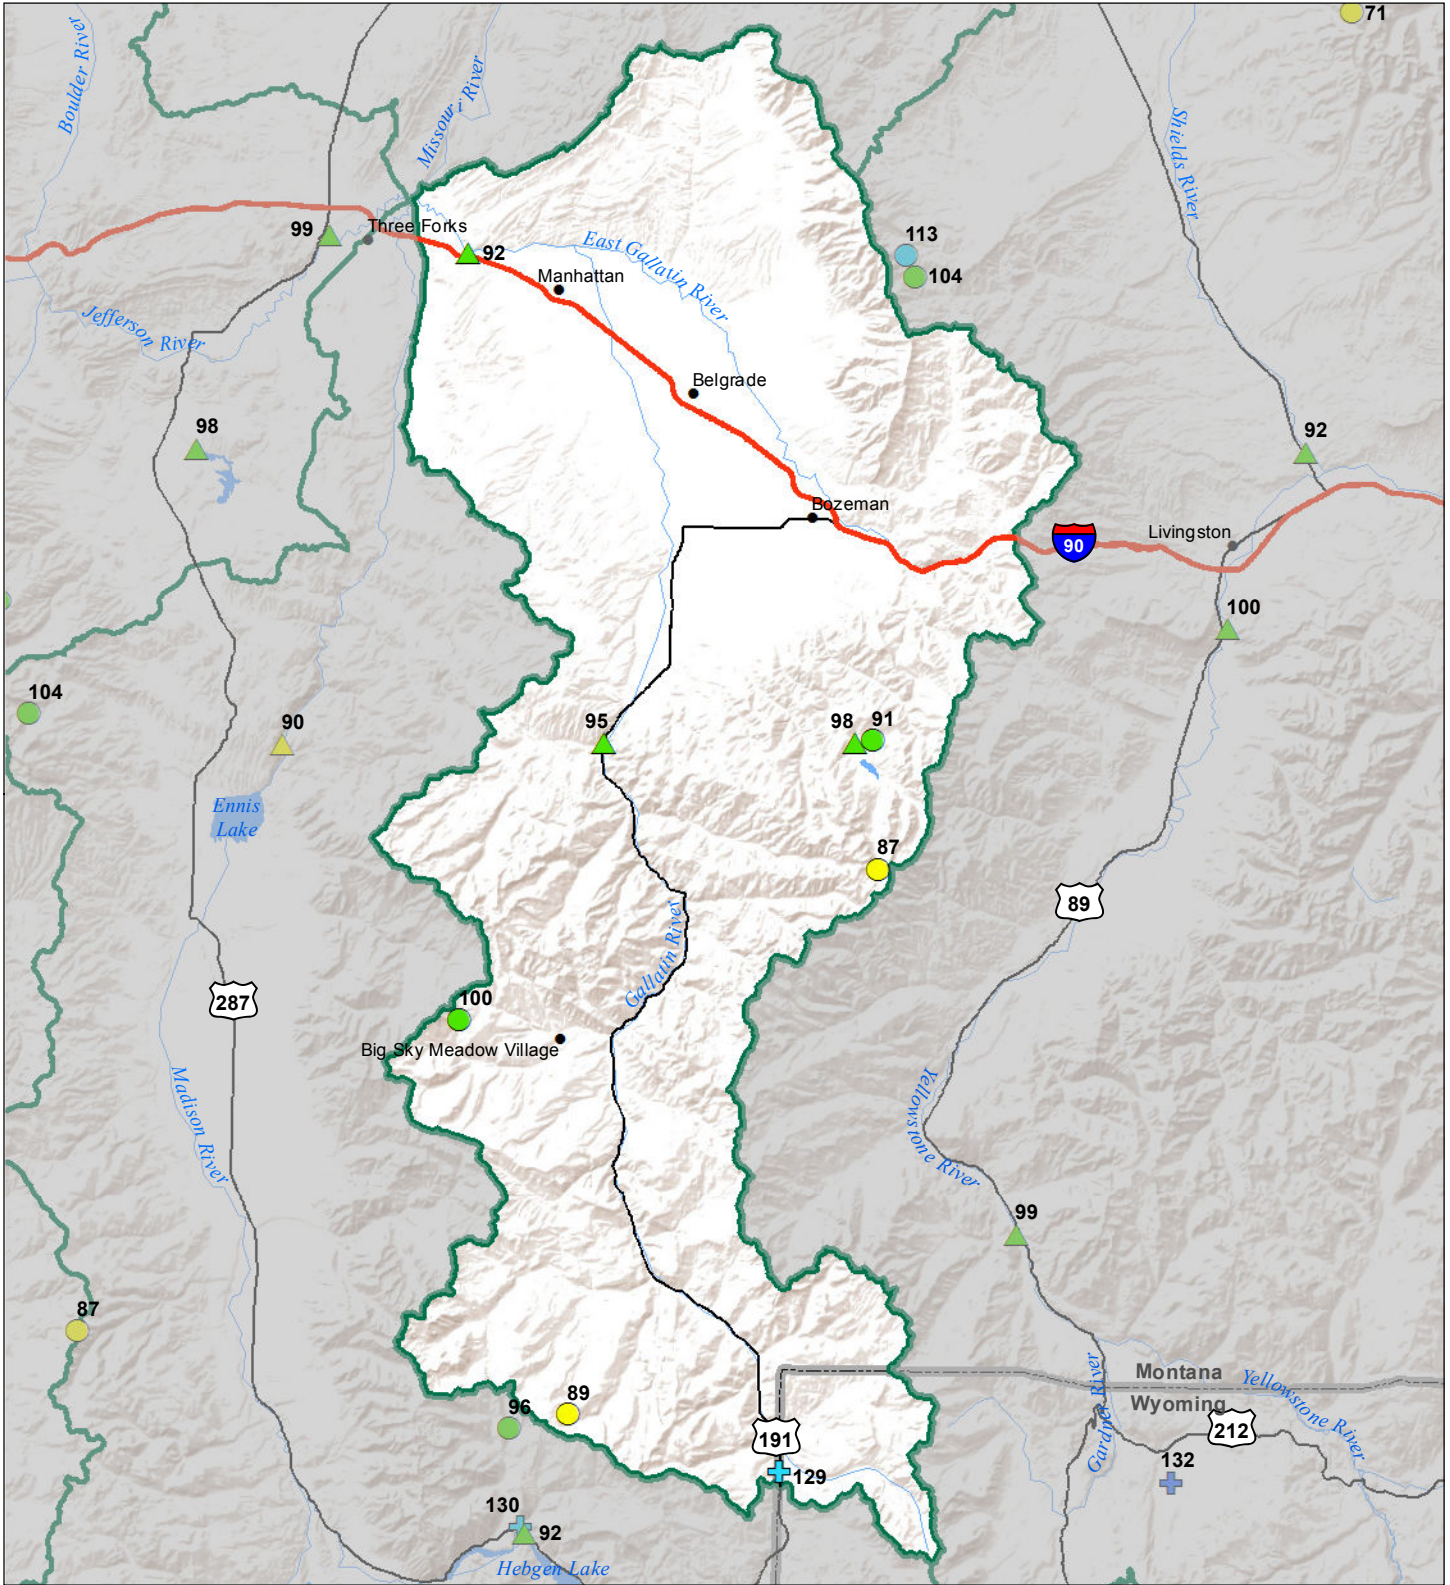 71
Boulder River
Missouri River
Shields River
99
Three Forks
92
East Gallatin River
113
104
Manhattan
Jefferson River
Belgrade
98
92
Bozeman
Livingston
90
100
104
90
95
98
91
Ennis
Lake
87
89
Gallatin River
287
100
Big Sky Meadow Village
Madison River
Yellowstone River
99
87
Montana
Wyoming
Gardner River
Yellowstone River
89
96
191
212
129
132
130
92
Hebgen Lake